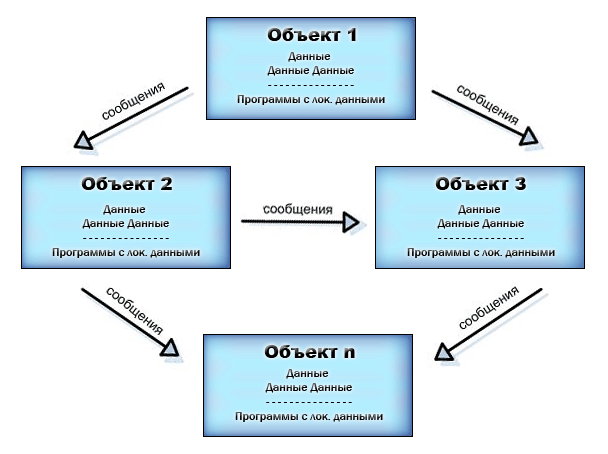 Объект 1
Данные
Данные Данные
---------------
Программы с лок. данными
сообщения
сообщения
Объект 2
Данные
Данные Данные
---------------
Программы с лок. данными
сообщения
Объект 3
Данные
Данные Данные
---------------
Программы с лок. данными
сообщения
сообщения
Объект n
Данные
Данные Данные
---------------
Программы с лок. данными